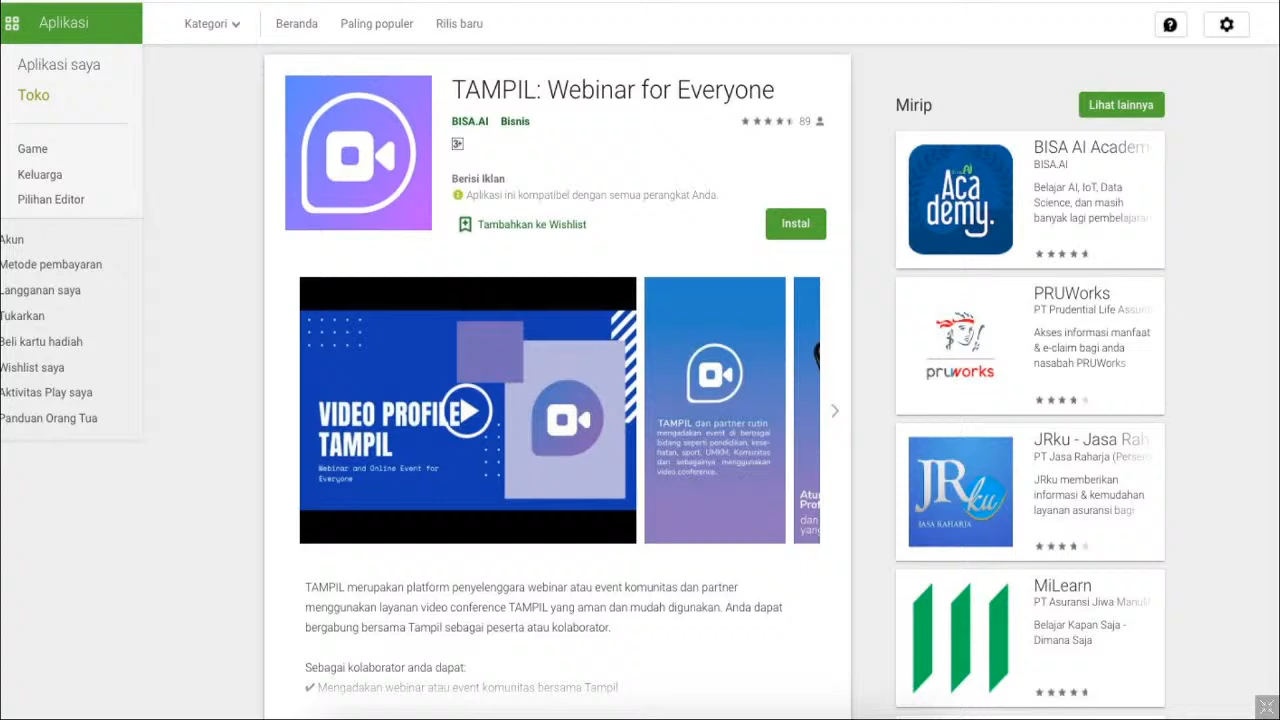 Aplikasi
Kategori
Beranda
Paling populer
Rilis baru
Aplikasi saya
Toko
Game
Keluarga
Pilihan Editor
Akun
Metode pembayaran
Langganan saya
Tukarkan
Beli kartu hadiah
Wishlist saya
Aktivitas Play saya
Panduan Orang Tua
TAMPIL: Webinar for Everyone
BISA.AI Bisnis
89
3+
Berisi Iklan
Aplikasi ini kompatibel dengan semua perangkat Anda.
Tambahkan ke Wishlist
Instal
VIDEO PROFILE
TAMPIL
Webinar and Online Event for
Everyone
TAMPIL dan partner rutin
mengadakan event di berbagai
bidang seperti pendidikan, kese-
hatan, sport, UMKM, Komunitas
dan sebagainya menggunakan
video conference.
Atu
Prof
dan
yang
TAMPIL merupakan platform penyelenggara webinar atau event komunitas dan partner
menggunakan layanan video conference TAMPIL yang aman dan mudah digunakan. Anda dapat
bergabung bersama Tampil sebagai peserta atau kolaborator.
Sebagai kolaborator anda dapat:
✔ Mengadakan webinar atau event komunitas bersama Tampil
Mirip
Lihat lainnya
AI
Aca
demy.
BISA AI Academ
BISA.AI
Belajar AI, IoT, Data
Science, dan masih
banyak lagi pembelajaran
pruworks
PRUWorks
PT Prudential Life Assu
Akses informasi manfaat
& e-claim bagi anda
nasabah PRUWorks
JRku
JASA RAHARJA
JRku - Jasa Rah
PT Jasa Raharja (Perser
JRku memberikan
informasi & kemudahan
layanan asuransi bagi
MiLearn
PT Asuransi Jiwa Manuli
Belajar Kapan Saja -
Dimana Saja